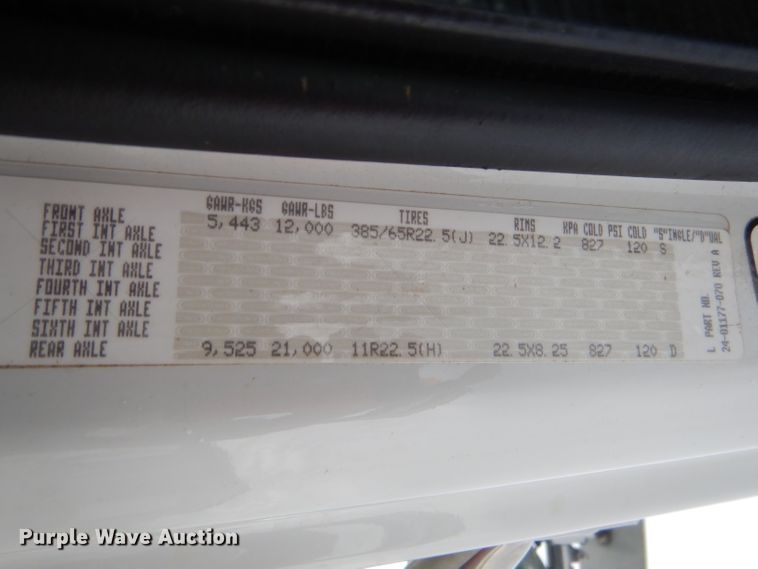 GAWR-KGS GAWR-LBS TIRES RIMS KPA COLD PSI COLD "S"INGLE/"D"UAL
FRONT AXLE 5,443 12,000 385/65R22.5(J) 22.5X12.2 827 120 S
FIRST INT AXLE
SECOND INT AXLE
THIRD INT AXLE
FOURTH INT AXLE
FIFTH INT AXLE
SIXTH INT AXLE
REAR AXLE 9,525 21,000 11R22.5(H) 22.5X8.25 827 120 D
L PART NO.
24-01177-070 REV A
Purple Wave Auction